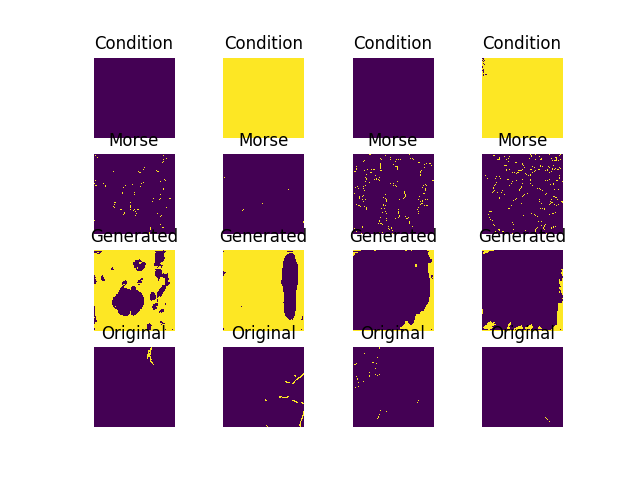 Condition Condition Condition Condition
Morse Morse Morse Morse
Generated Generated Generated Generated
Original Original Original Original